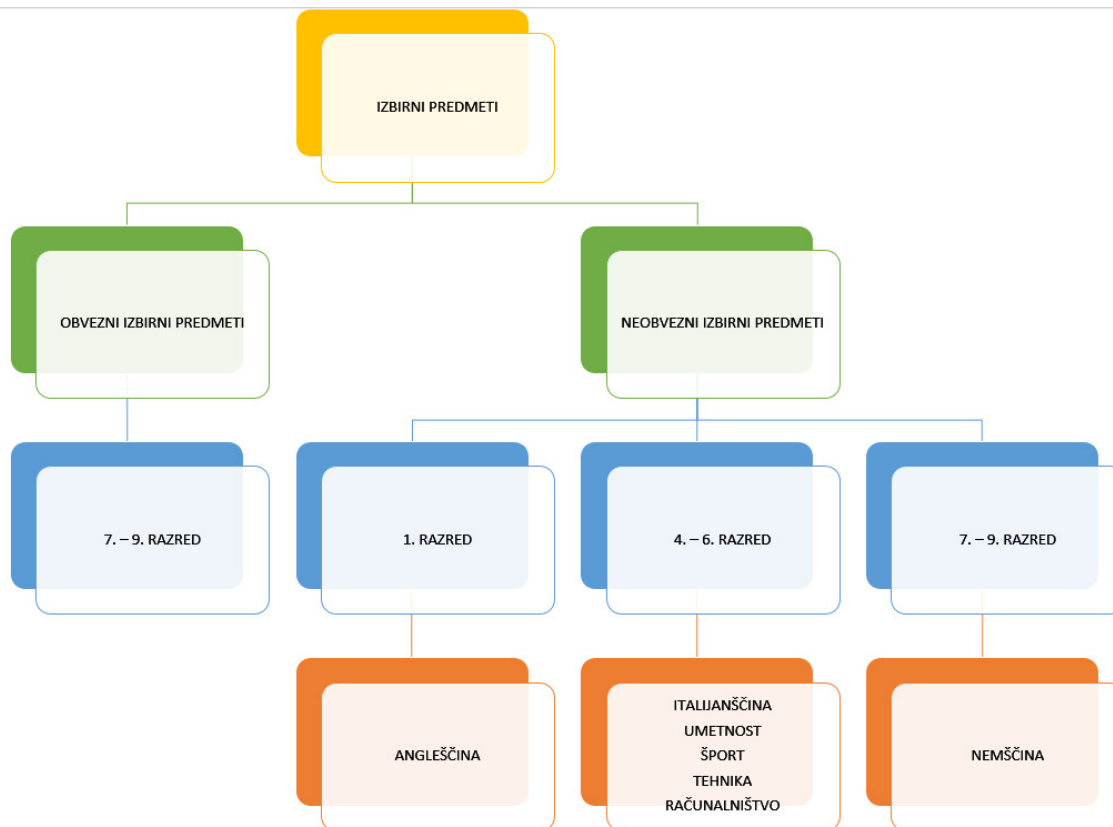 IZBIRNI PREDMETI
OBVEZNI IZBIRNI PREDMETI
NEOBVEZNI IZBIRNI PREDMETI
7. – 9. RAZRED
1. RAZRED
4. – 6. RAZRED
7. – 9. RAZRED
ANGLEŠČINA
ITALIJANŠČINA
UMETNOST
ŠPORT
TEHNIKA
RAČUNALNIŠTVO
NEMŠČINA